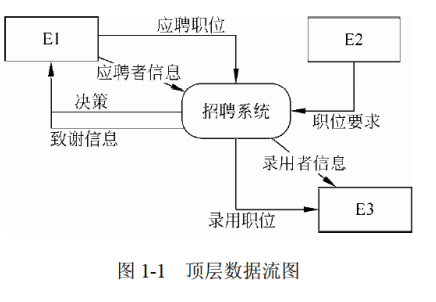 应聘职位
E1
E2
应聘者信息
决策
招聘系统
职位要求
致谢信息
录用者信息
E3
录用职位
图 1-1 顶层数据流图